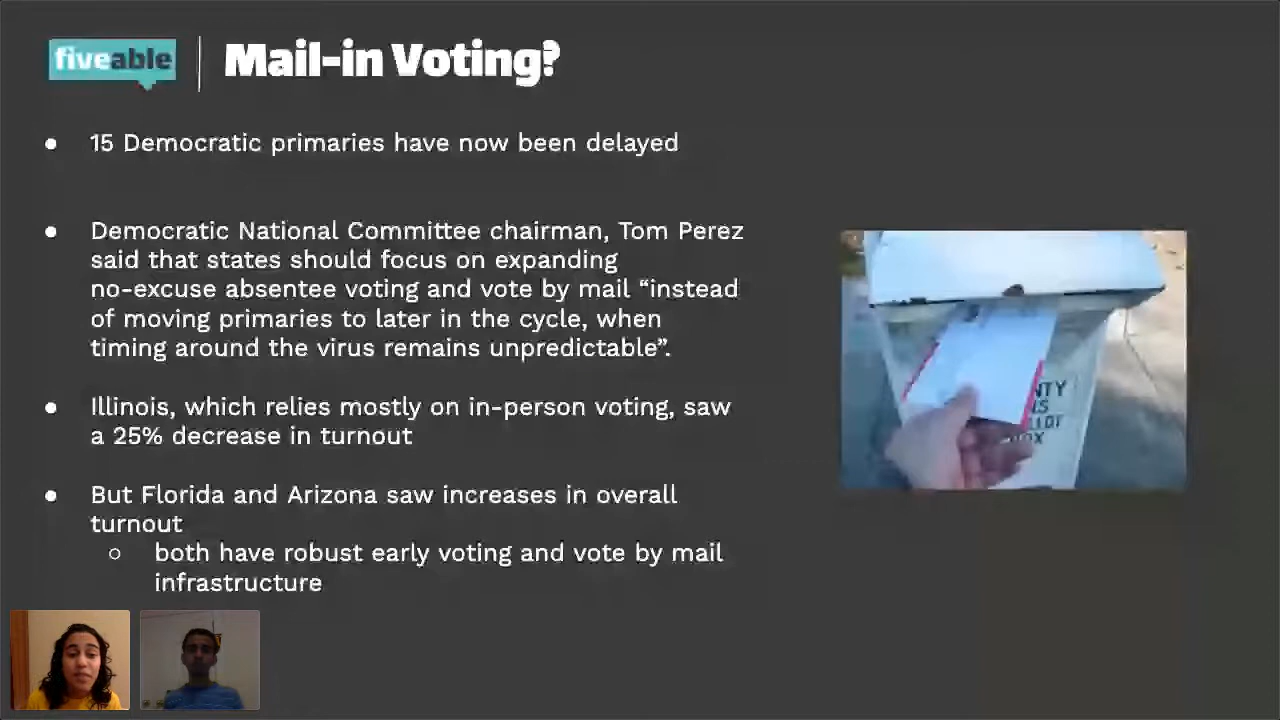 fiveable
Mail-in Voting?
● 15 Democratic primaries have now been delayed
● Democratic National Committee chairman, Tom Perez
said that states should focus on expanding
no-excuse absentee voting and vote by mail “instead
of moving primaries to later in the cycle, when
timing around the virus remains unpredictable”.
● Illinois, which relies mostly on in-person voting, saw
a 25% decrease in turnout
● But Florida and Arizona saw increases in overall
turnout
○ both have robust early voting and vote by mail
infrastructure
NTY
NS
LLOT
OX